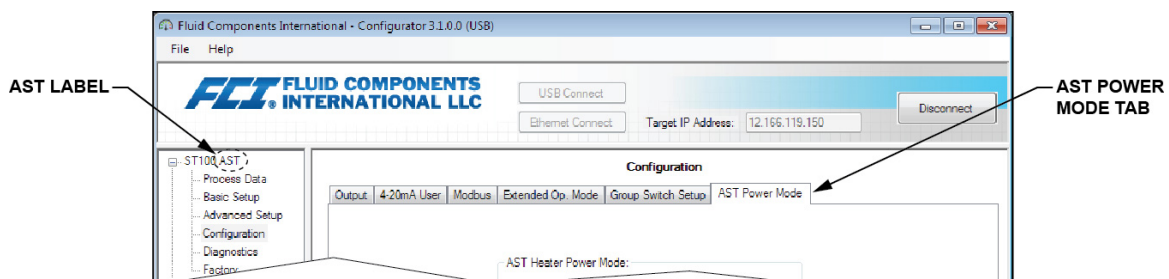 Fluid Components International - Configurator 3.1.0.0 (USB)
File Help
AST LABEL
FCI. FLUID COMPONENTS
INTERNATIONAL LLC
USB Connect
Ethernet Connect
Target IP Address: 12.166.119.150
Disconnect
AST POWER
MODE TAB
ST100 AST
Process Data
Basic Setup
Advanced Setup
Configuration
Diagnostics
Factory
Configuration
Output 4-20mA User Modbus Extended Op. Mode Group Switch Setup AST Power Mode
AST Heater Power Mode: